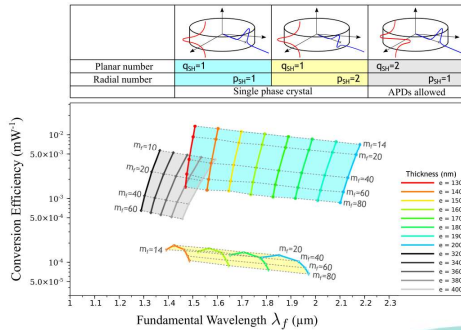 Planar number q_SH=1 q_SH=1 q_SH=2
Radial number p_SH=1 p_SH=2 p_SH=1
Single phase crystal APDs allowed
Conversion Efficiency (mW⁻¹)
10⁻²
5.0×10⁻³
10⁻³
5.0×10⁻⁴
10⁻⁴
5.0×10⁻⁵
m_f=10
m_f=20
m_f=40
m_f=60
m_f=14
m_f=20
m_f=40
m_f=60
m_f=80
m_f=14
m_f=20
m_f=40
m_f=60
m_f=80
Thickness (nm)
e = 130
e = 140
e = 150
e = 160
e = 170
e = 180
e = 190
e = 200
e = 320
e = 340
e = 360
e = 380
e = 400
1 1.1 1.2 1.3 1.4 1.5 1.6 1.7 1.8 1.9 2 2.1 2.2 2.3
Fundamental Wavelength λ_f (μm)